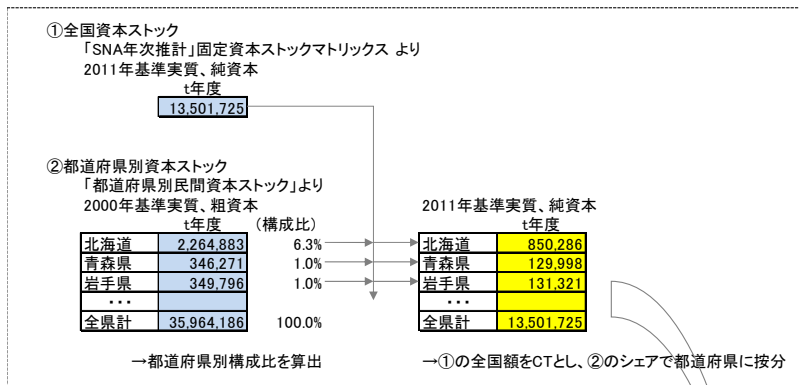 ①全国資本ストック
「SNA年次推計」固定資本ストックマトリックス より
2011年基準実質、純資本
t年度
13,501,725
②都道府県別資本ストック
「都道府県別民間資本ストック」より
2000年基準実質、粗資本
t年度 (構成比)
北海道 2,264,883 6.3%
青森県 346,271 1.0%
岩手県 349,796 1.0%
・・・
全県計 35,964,186 100.0%
→都道府県別構成比を算出
2011年基準実質、純資本
t年度
北海道 850,286
青森県 129,998
岩手県 131,321
・・・
全県計 13,501,725
→①の全国額をCTとし、②のシェアで都道府県に按分